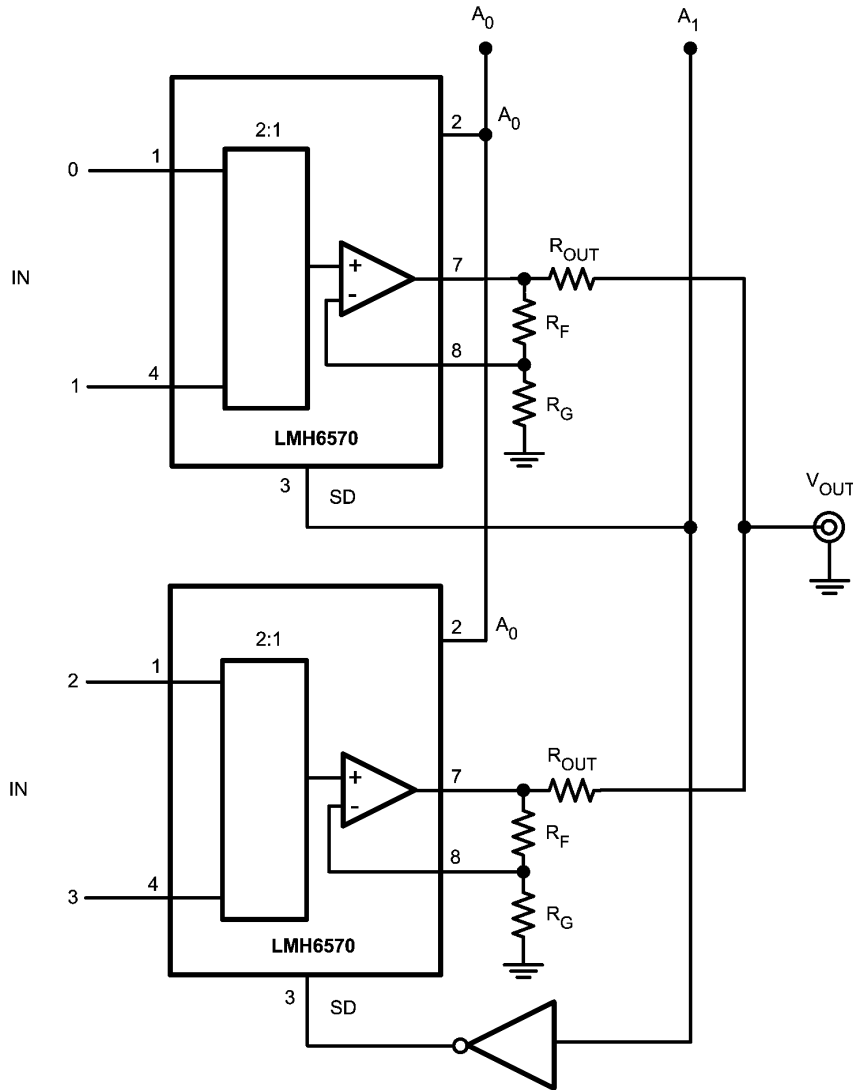 A0 A1
2:1 2 A0
0 1
IN
+ 7 ROUT
- RF
8
1 4 RG
LMH6570
3 SD
VOUT
2 A0
2:1
2 1
IN
+ 7 ROUT
- RF
8
3 4 RG
LMH6570
3 SD